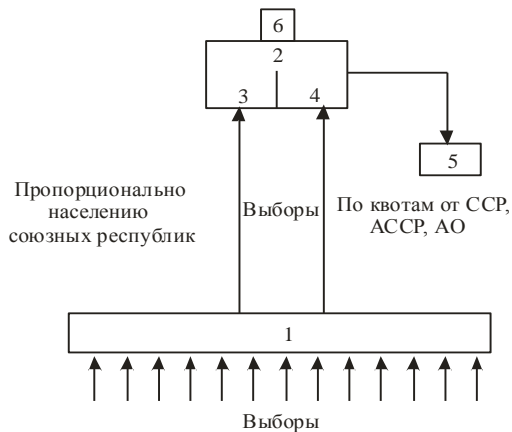 6
2
3 4
5
Пропорционально
населению
союзных республик
Выборы
По квотам от ССР,
АССР, АО
1
Выборы